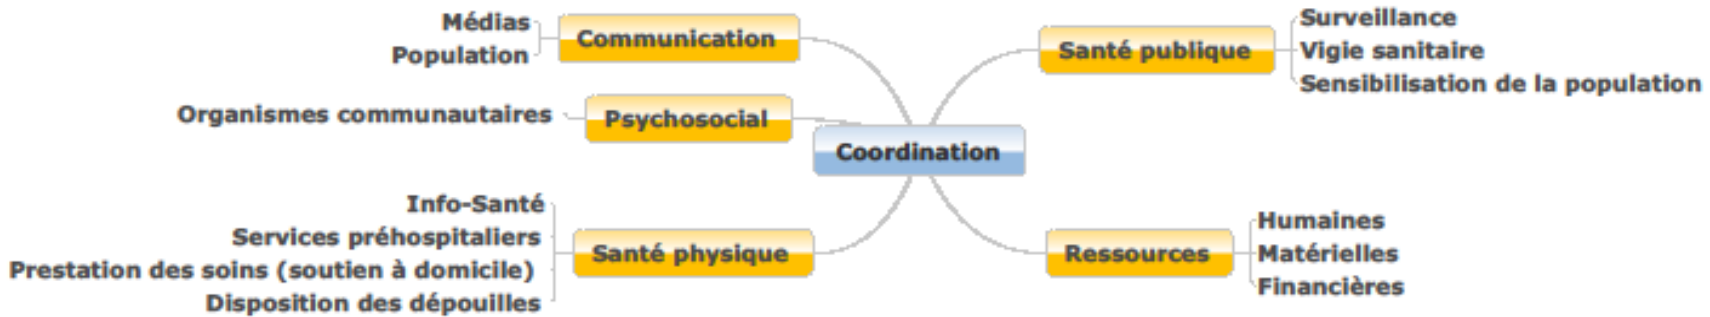 Médias
Population
Communication
Organismes communautaires
Psychosocial
Info-Santé
Services préhospitaliers
Prestation des soins (soutien à domicile)
Disposition des dépouilles
Santé physique
Coordination
Santé publique
Surveillance
Vigie sanitaire
Sensibilisation de la population
Ressources
Humaines
Matérielles
Financières